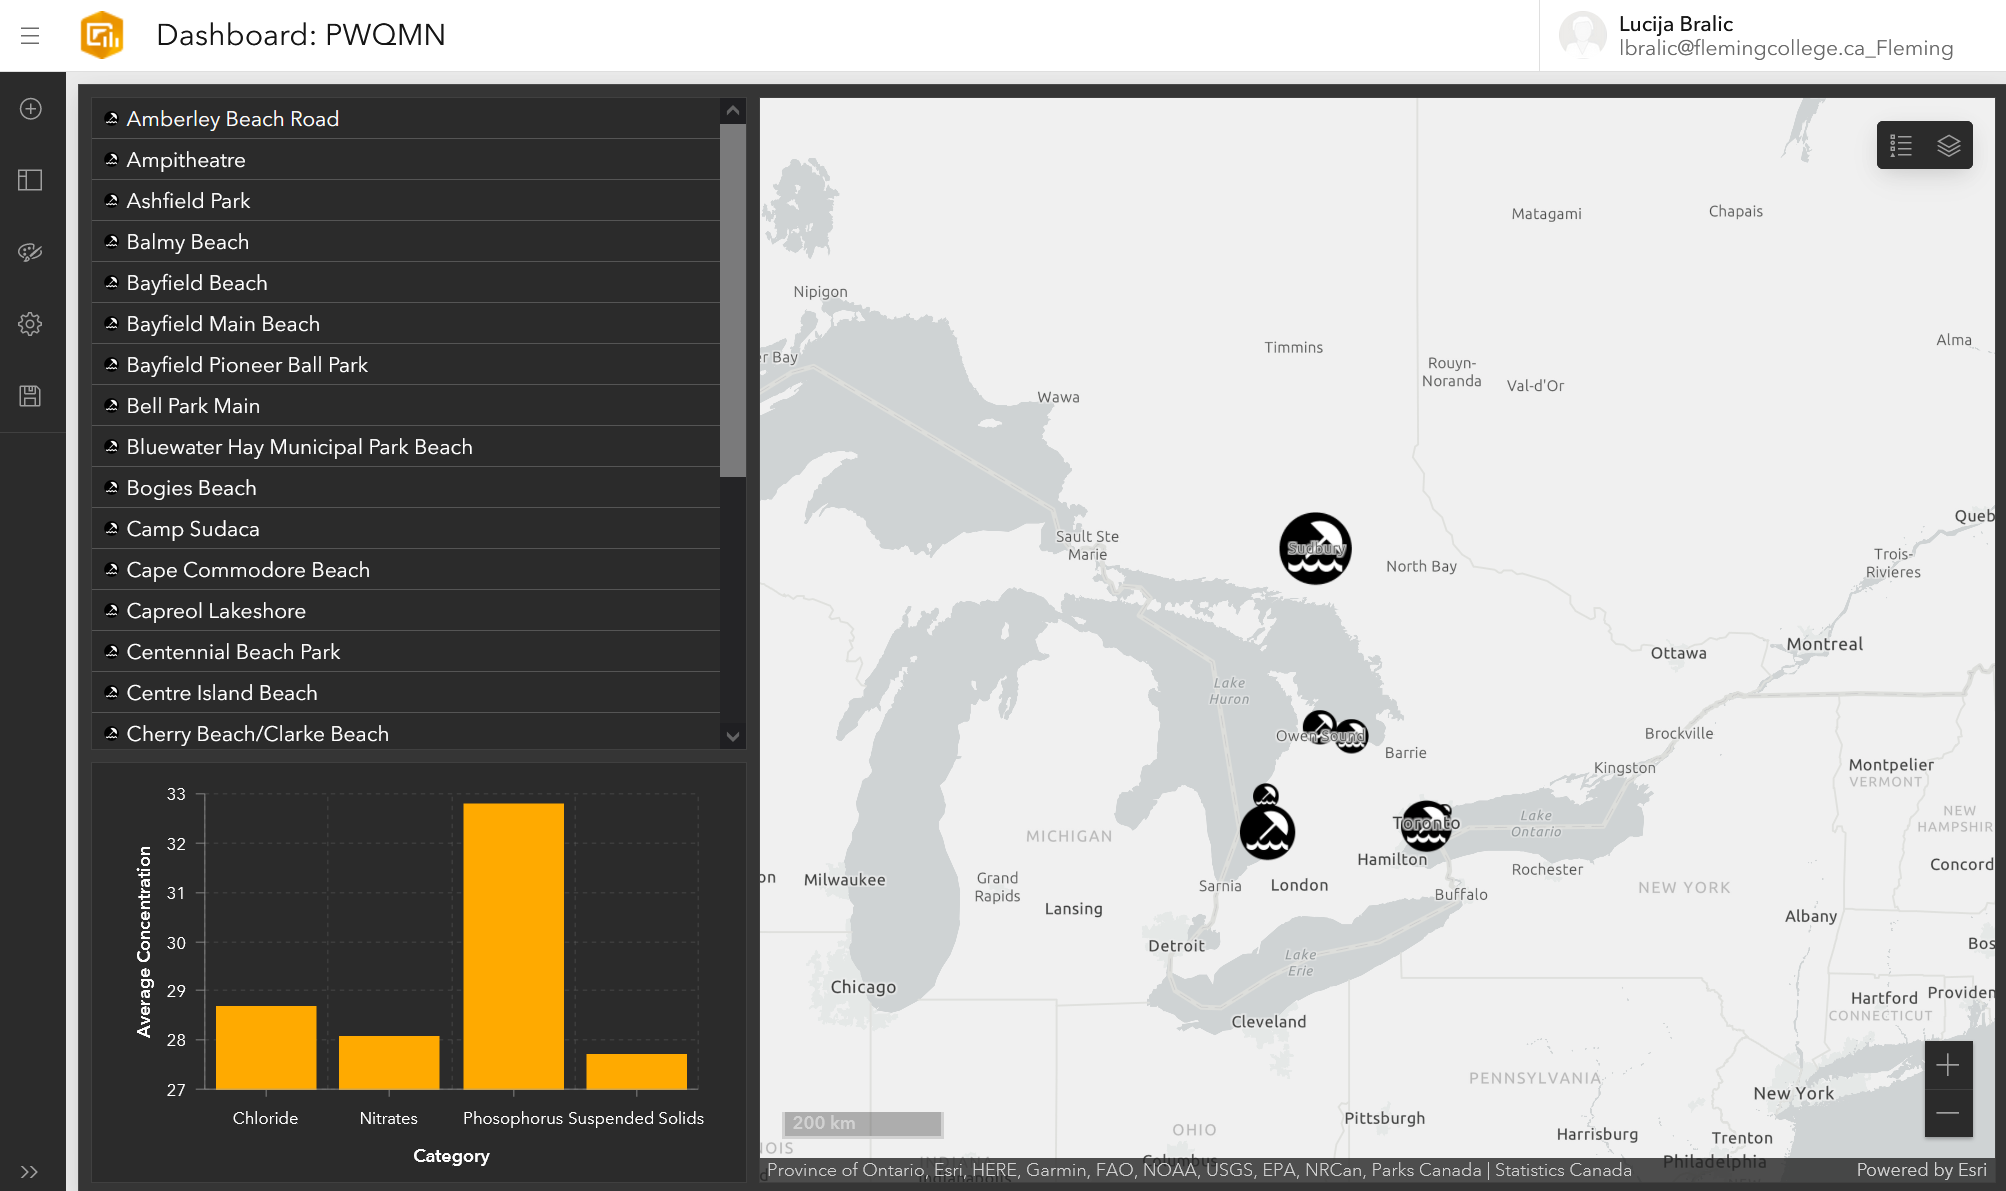 Dashboard: PWQMN
Lucija Bralic
lbralic@flemingcollege.ca_Fleming
Amberley Beach Road
Ampitheatre
Ashfield Park
Balmy Beach
Bayfield Beach
Bayfield Main Beach
Bayfield Pioneer Ball Park
Bell Park Main
Bluewater Hay Municipal Park Beach
Bogies Beach
Camp Sudaca
Cape Commodore Beach
Capreol Lakeshore
Centennial Beach Park
Centre Island Beach
Cherry Beach/Clarke Beach
Average Concentration
33
32
31
30
29
28
27
Chloride
Nitrates
Phosophorus
Suspended Solids
Category
Matagami
Chapais
Nipigon
er Bay
Timmins
Alma
Rouyn-
Noranda
Val-d'Or
Wawa
Queb
Sault Ste
Marie
Sudbury
North Bay
Trois-
Rivieres
Montreal
Ottawa
Lake
Huron
Owen Sound
Barrie
Brockville
Kingston
Montpelier
VERMONT
NEW
HAMPSHIR
Lake
Ontario
Toronto
MICHIGAN
Hamilton
Concord
Rochester
on
Milwaukee
Grand
Rapids
Sarnia
London
Buffalo
NEW YORK
Lansing
Albany
Detroit
Bos
Lake
Erie
Chicago
Hartford
Providen
CONNECTICUT
Cleveland
PENNSYLVANIA
New York
200 km
Pittsburgh
OHIO
Harrisburg
Trenton
NOIS
INDIANA
Columbus
Philadelphia
Indianapolis
Province of Ontario, Esri, HERE, Garmin, FAO, NOAA, USGS, EPA, NRCan, Parks Canada | Statistics Canada
Powered by Esri